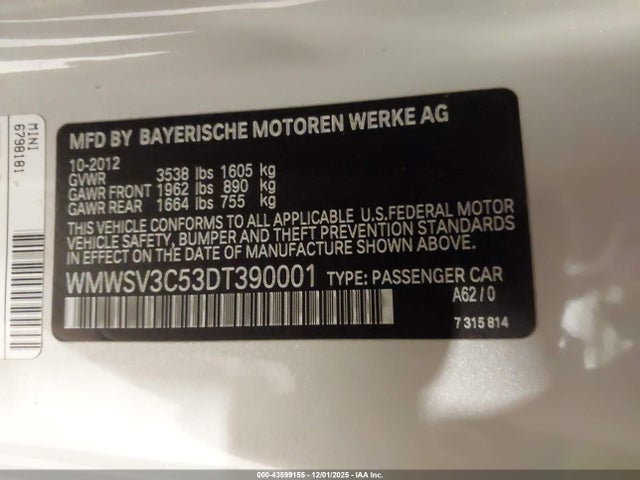 MINI
6798181
MFD BY BAYERISCHE MOTOREN WERKE AG
10-2012
GVWR 3538 lbs 1605 kg
GAWR FRONT 1962 lbs 890 kg
GAWR REAR 1664 lbs 755 kg
THIS VEHICLE CONFORMS TO ALL APPLICABLE U.S.FEDERAL MOTOR
VEHICLE SAFETY, BUMPER AND THEFT PREVENTION STANDARDS
IN EFFECT ON THE DATE OF MANUFACTURE SHOWN ABOVE.
WMWSV3C53DT390001 TYPE: PASSENGER CAR
A62 / 0
7 315 814
000-43599155 • 12/01/2025 • IAA Inc.